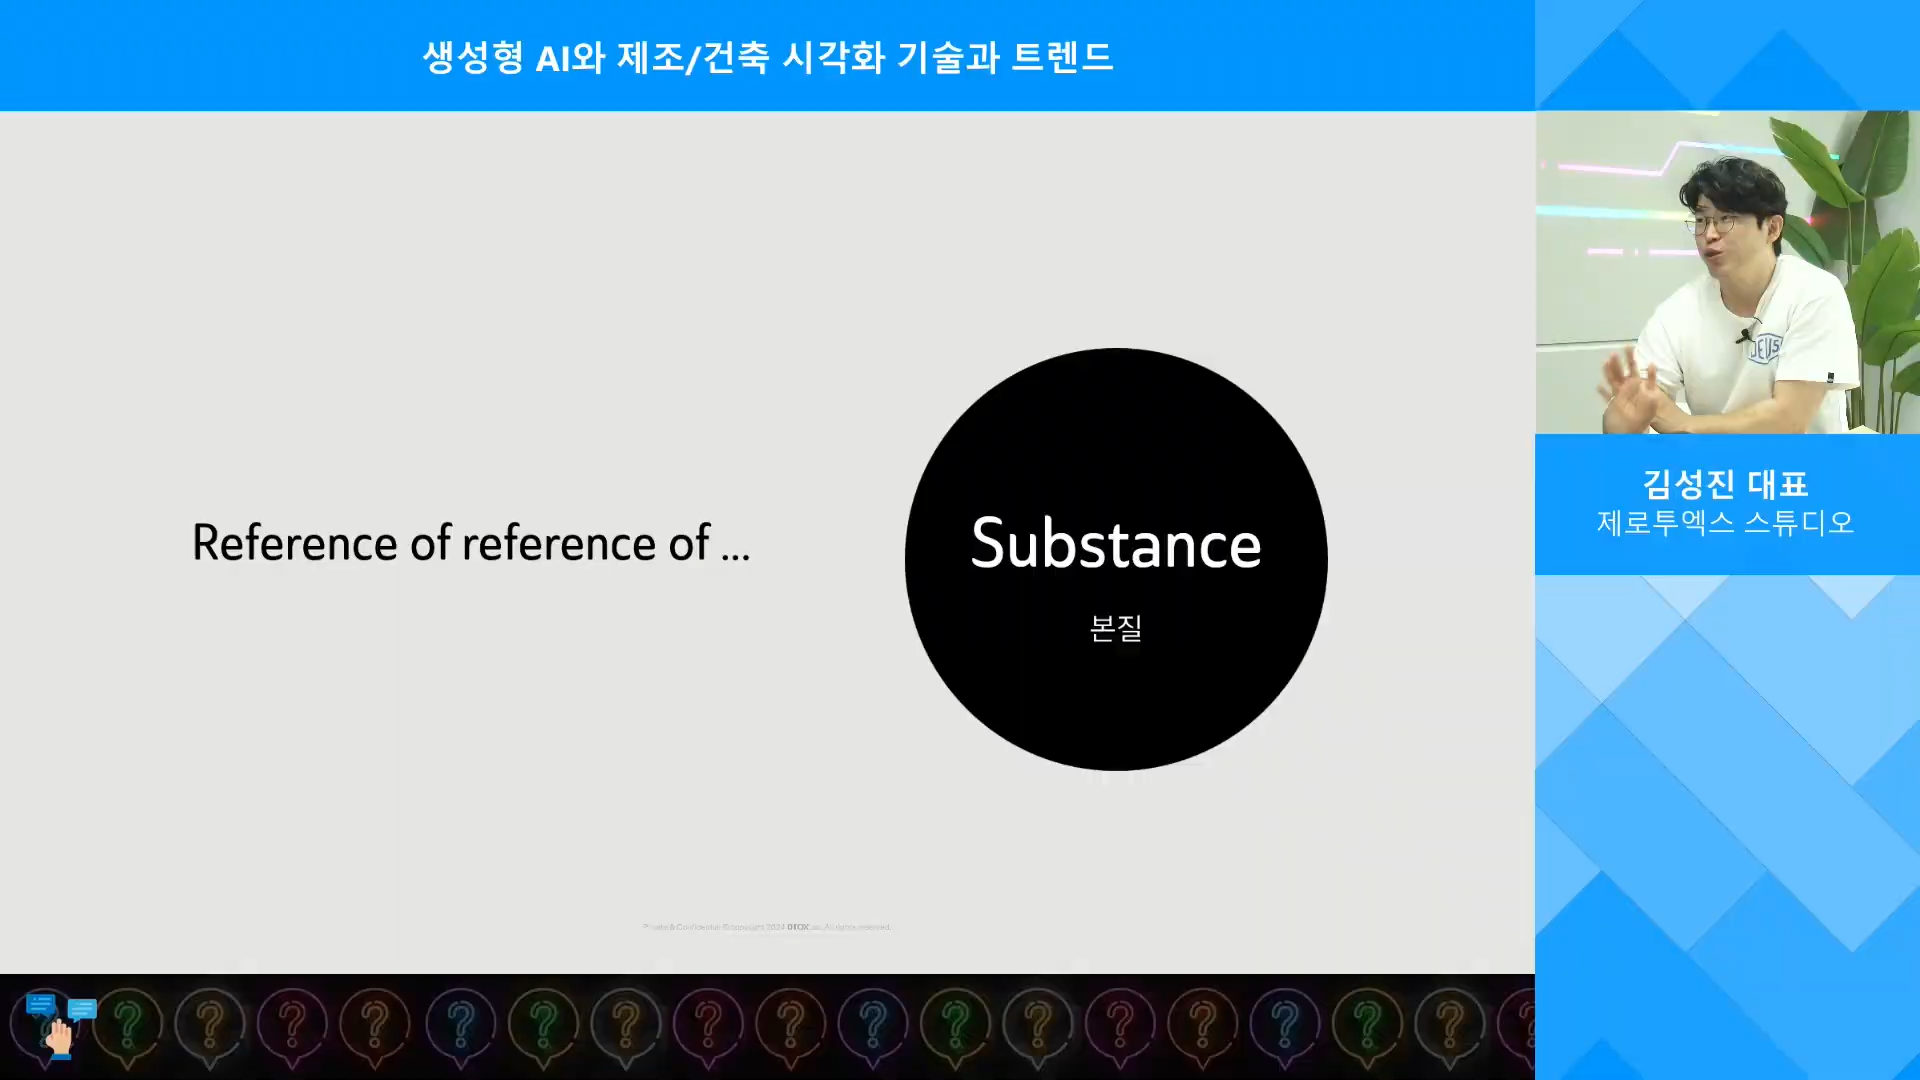 생성형 AI와 제조/건축 시각화 기술과 트렌드
Reference of reference of ...
Substance
본질
DEUS
김성진 대표
제로투엑스 스튜디오